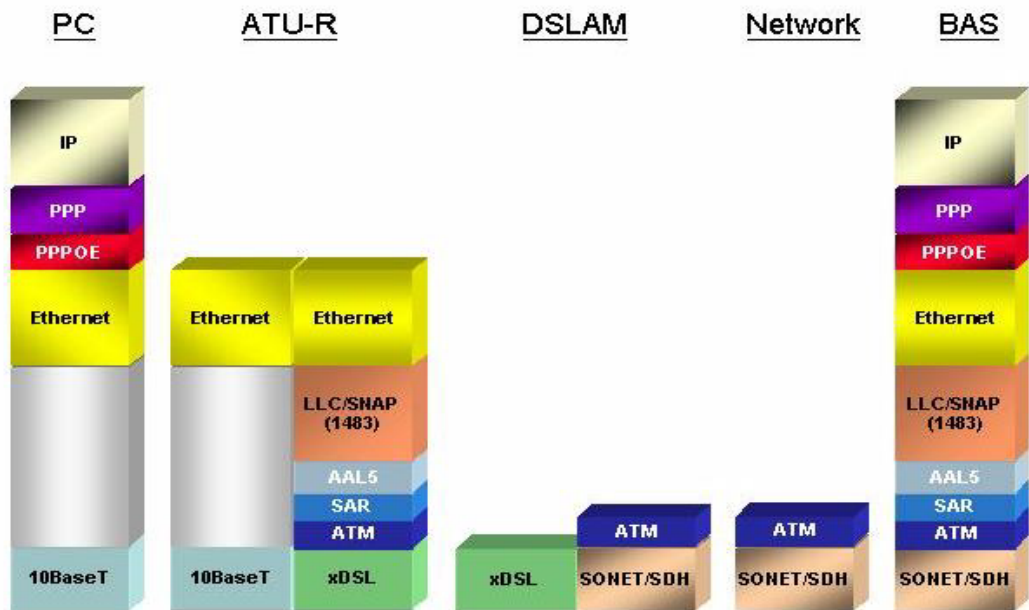 PC ATU-R DSLAM Network BAS
IP IP
PPP PPP
PPPOE PPPOE
Ethernet Ethernet Ethernet Ethernet
LLC/SNAP LLC/SNAP
(1483) (1483)
AAL5 AAL5
SAR SAR
ATM ATM ATM ATM
10BaseT 10BaseT xDSL xDSL SONET/SDH SONET/SDH SONET/SDH